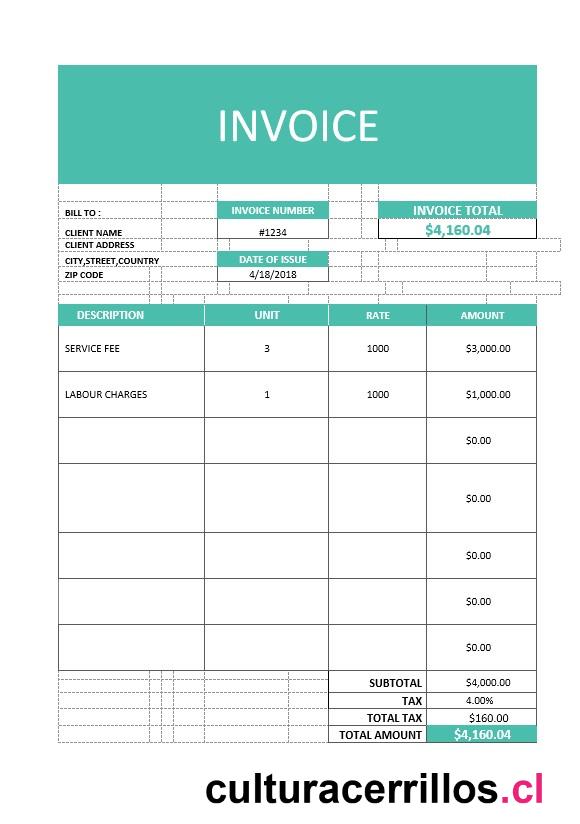 INVOICE
BILL TO :
INVOICE NUMBER
INVOICE TOTAL
CLIENT NAME
#1234
$4,160.04
CLIENT ADDRESS
CITY,STREET,COUNTRY
DATE OF ISSUE
ZIP CODE
4/18/2018
DESCRIPTION UNIT RATE AMOUNT
SERVICE FEE 3 1000 $3,000.00
LABOUR CHARGES 1 1000 $1,000.00
$0.00
$0.00
$0.00
$0.00
$0.00
SUBTOTAL $4,000.00
TAX 4.00%
TOTAL TAX $160.00
TOTAL AMOUNT $4,160.04
culturacerrillos.cl